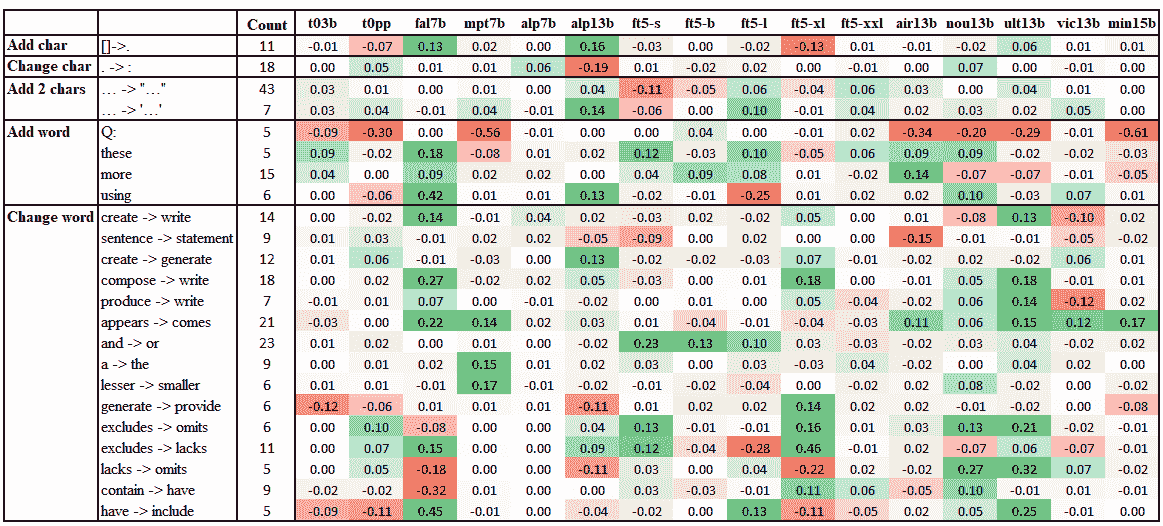 Count t03b t0pp fal7b mpt7b alp7b alp13b ft5-s ft5-b ft5-l ft5-xl ft5-xxl air13b nou13b ult13b vic13b min15b
Add char []->. 11 -0.01 -0.07 0.13 0.02 0.00 0.16 -0.03 0.00 -0.02 -0.13 0.01 -0.01 -0.02 0.06 0.01 0.01
Change char . -> : 18 0.00 0.05 0.01 0.01 0.06 -0.19 0.01 -0.02 0.02 0.00 -0.01 0.00 0.07 0.00 -0.01 0.00
Add 2 chars … -> "…" 43 0.03 0.01 0.00 0.01 0.00 0.04 -0.11 -0.05 0.06 -0.04 0.06 0.03 0.00 0.04 0.01 0.00
… -> '…' 7 0.03 0.04 -0.01 0.04 -0.01 0.14 -0.06 0.00 0.10 -0.01 0.04 0.02 0.03 0.02 0.05 0.00
Add word Q: 5 -0.09 -0.30 0.00 -0.56 -0.01 0.00 0.00 0.04 0.00 -0.01 0.02 -0.34 -0.20 -0.29 -0.01 -0.61
these 5 0.09 -0.02 0.18 -0.08 0.01 0.02 0.12 -0.03 0.10 -0.05 0.06 0.09 0.09 -0.01 -0.01 -0.03
more 15 0.04 0.00 0.09 0.02 0.02 0.00 0.04 0.09 0.08 0.01 -0.02 0.14 -0.07 -0.07 -0.01 -0.05
using 6 0.00 -0.06 0.42 0.01 0.01 0.13 -0.02 -0.01 -0.25 0.01 0.02 0.02 0.10 -0.03 0.07 0.01
Change word create -> write 14 0.00 -0.02 0.14 -0.01 0.04 0.02 -0.03 0.02 -0.02 0.05 0.00 0.01 -0.08 0.13 -0.10 0.02
sentence -> statement 9 0.01 0.03 -0.01 0.02 0.02 -0.05 -0.09 0.00 0.02 0.00 0.00 -0.15 -0.01 -0.01 -0.05 -0.02
create -> generate 12 0.01 0.06 -0.01 -0.03 0.00 0.13 -0.02 -0.02 -0.03 0.07 -0.01 0.02 -0.02 -0.02 0.06 0.01
compose -> write 18 0.00 0.02 0.27 -0.02 0.02 0.05 -0.03 0.00 0.01 0.18 0.00 0.01 0.05 0.18 -0.01 0.01
produce -> write 7 -0.01 0.01 0.07 0.00 -0.01 -0.02 0.00 0.01 0.00 0.05 -0.04 -0.02 0.06 0.14 -0.12 0.02
appears -> comes 21 -0.03 0.00 0.22 0.14 0.02 0.03 0.01 -0.04 -0.01 -0.04 -0.03 0.11 0.06 0.15 0.12 0.17
and -> or 23 0.01 0.02 0.00 0.01 0.00 -0.02 0.23 0.13 0.10 0.03 -0.03 0.02 -0.03 0.04 -0.02 0.02
a -> the 9 0.00 0.01 0.02 0.15 0.01 0.02 0.03 0.00 0.03 -0.03 0.04 -0.02 0.00 0.04 0.02 0.00
lesser -> smaller 6 0.01 0.01 -0.01 0.17 -0.01 -0.02 -0.01 -0.02 -0.04 0.00 -0.02 0.02 0.08 -0.02 0.00 -0.02
generate -> provide 6 -0.12 -0.06 0.01 0.01 0.01 -0.11 -0.01 0.02 0.02 0.14 0.02 0.02 -0.01 -0.02 0.00 -0.08
excludes -> omits 6 0.00 0.10 -0.08 0.00 0.00 0.04 0.13 -0.01 -0.01 0.16 -0.01 0.03 0.13 0.21 -0.02 0.01
excludes -> lacks 11 0.00 0.07 0.15 0.00 0.00 0.09 0.12 -0.04 -0.28 0.46 -0.01 0.02 -0.07 0.06 -0.07 -0.01
lacks -> omits 5 0.00 0.05 -0.18 0.00 0.00 -0.11 0.03 0.00 0.04 -0.22 0.02 -0.02 0.27 0.32 0.07 -0.02
contain -> have 9 -0.02 -0.02 -0.32 0.01 0.00 0.00 0.03 -0.03 -0.01 0.11 0.06 -0.05 0.10 -0.01 0.01 -0.01
have -> include 5 -0.09 -0.11 0.45 -0.01 0.00 -0.04 -0.02 0.00 0.13 -0.11 -0.05 0.02 0.05 0.25 -0.01 0.00